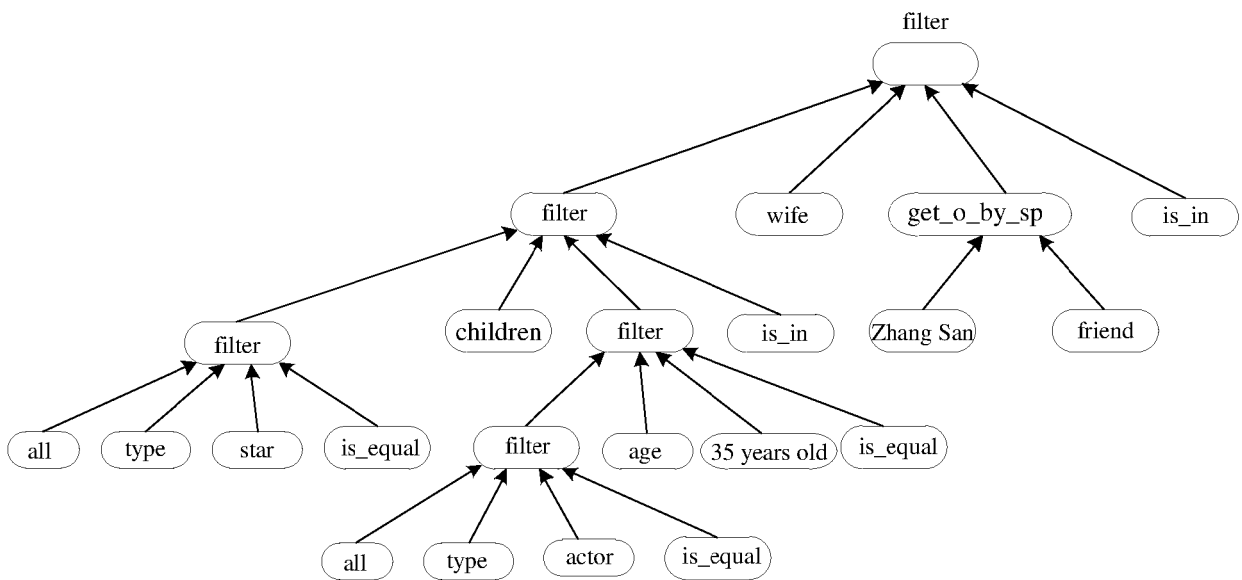 filter
filter
wife
get_o_by_sp
is_in
filter
children
filter
is_in
Zhang San
friend
all
type
star
is_equal
filter
age
35 years old
is_equal
all
type
actor
is_equal